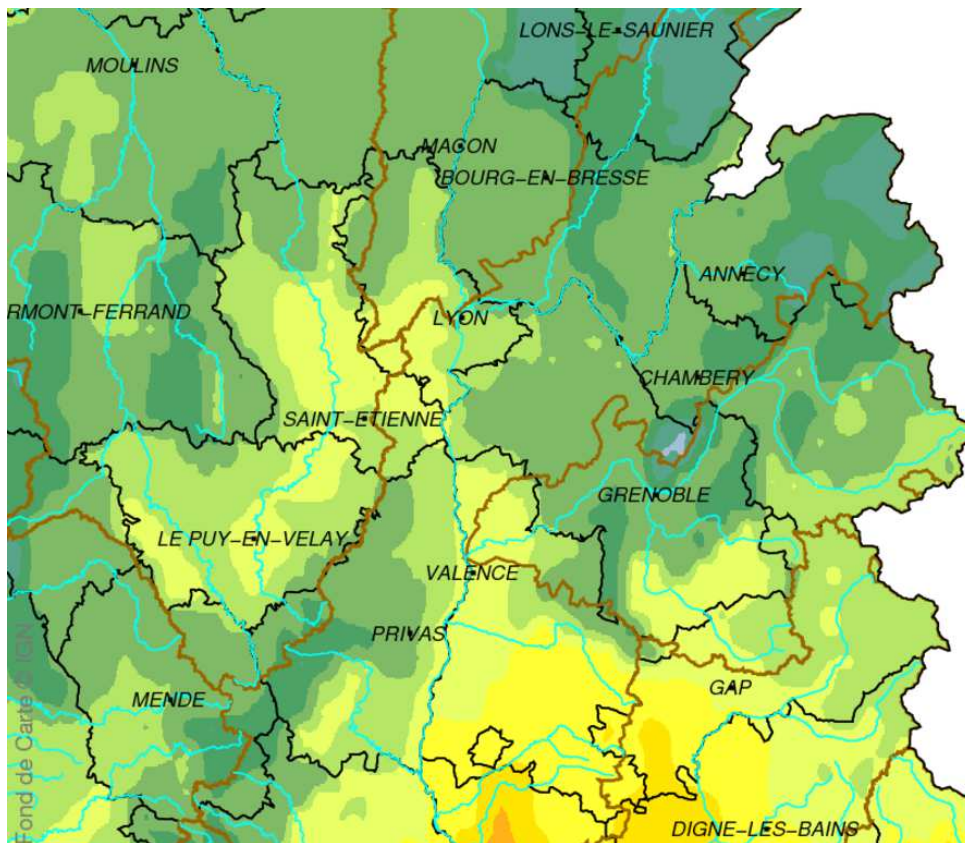 LONS-LE-SAUNIER
MOULINS
MACON
BOURG-EN-BRESSE
ANNECY
RMONT-FERRAND
LYON
CHAMBERY
SAINT-ETIENNE
GRENOBLE
LE PUY-EN-VELAY
VALENCE
PRIVAS
GAP
MENDE
DIGNE-LES-BAINS
Fond de Carte © IGN